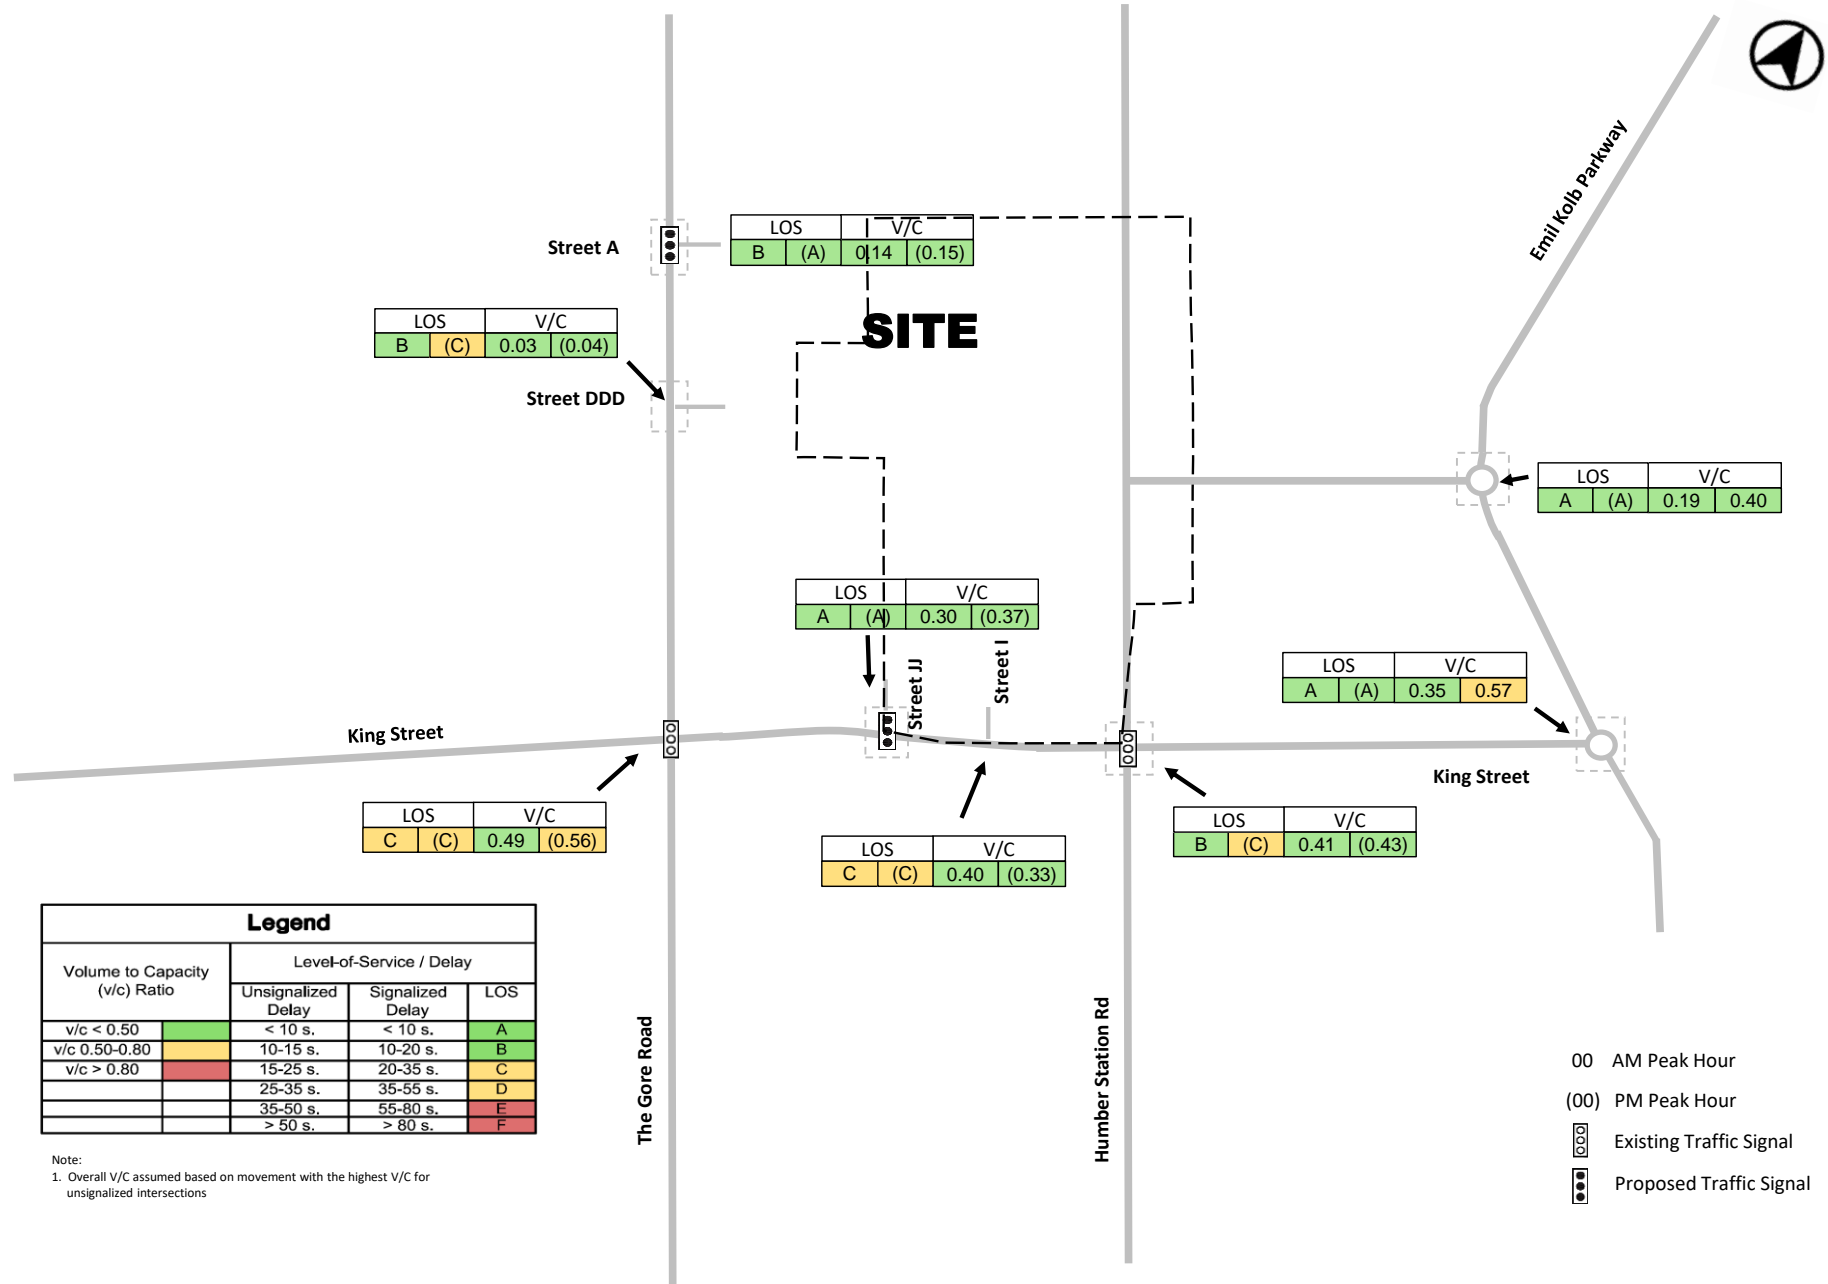 Emil Kolb Parkway
Street A
LOS V/C
B (A) 0.14 (0.15)
LOS V/C
B (C) 0.03 (0.04)
SITE
Street DDD
LOS V/C
A (A) 0.19 0.40
LOS V/C
A (A) 0.30 (0.37)
Street JJ
Street I
LOS V/C
A (A) 0.35 0.57
King Street
King Street
LOS V/C
C (C) 0.49 (0.56)
LOS V/C
C (C) 0.40 (0.33)
LOS V/C
B (C) 0.41 (0.43)
The Gore Road
Humber Station Rd
Legend
Volume to Capacity
(v/c) Ratio
Level-of-Service / Delay
Unsignalized
Delay
Signalized
Delay
LOS
v/c < 0.50 < 10 s. < 10 s. A
v/c 0.50-0.80 10-15 s. 10-20 s. B
v/c > 0.80 15-25 s. 20-35 s. C
25-35 s. 35-55 s. D
35-50 s. 55-80 s. E
> 50 s. > 80 s. F
Note:
1. Overall V/C assumed based on movement with the highest V/C for
unsignalized intersections
00 AM Peak Hour
(00) PM Peak Hour
Existing Traffic Signal
Proposed Traffic Signal